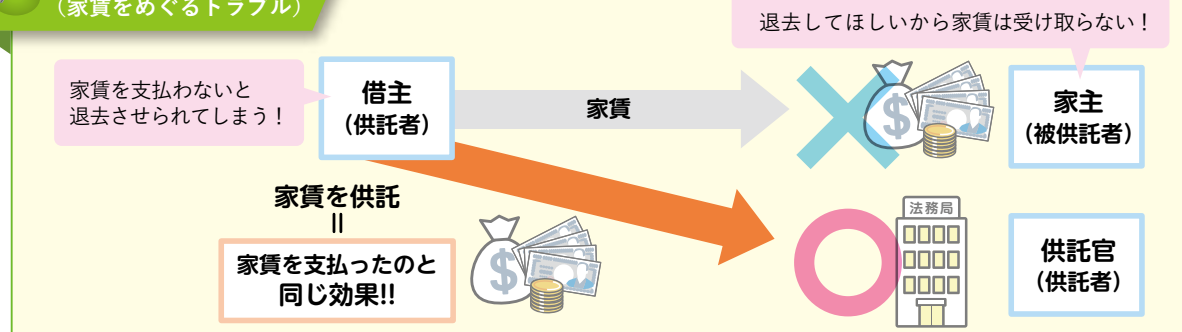 （家賃をめぐるトラブル）
退去してほしいから家賃は受け取らない！
家賃を支払わないと
退去させられてしまう！
借主
（供託者）
家賃
家主
（被供託者）
家賃を供託
＝
家賃を支払ったのと
同じ効果!!
法務局
供託官
（供託者）